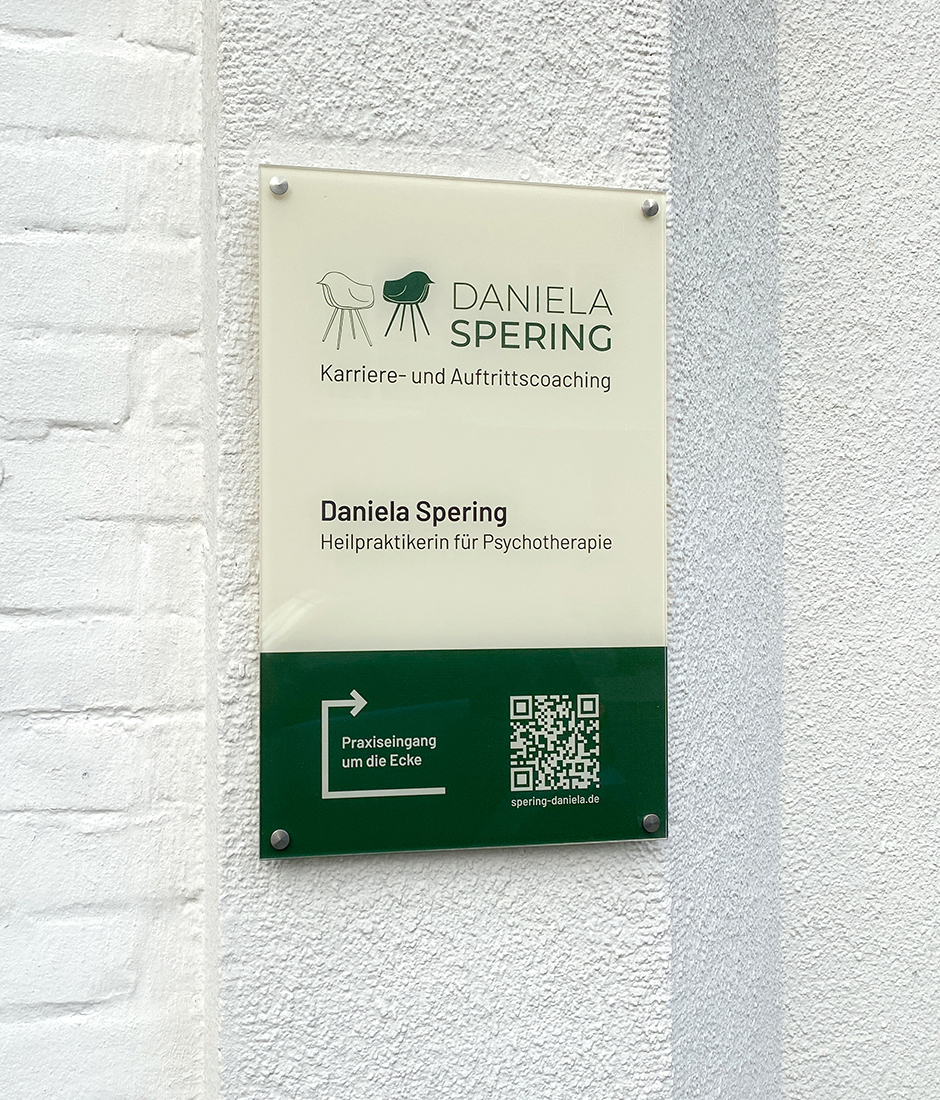 DANIELA
SPERING
Karriere- und Auftrittscoaching
Daniela Spering
Heilpraktikerin für Psychotherapie
Praxiseingang
um die Ecke
spering-daniela.de